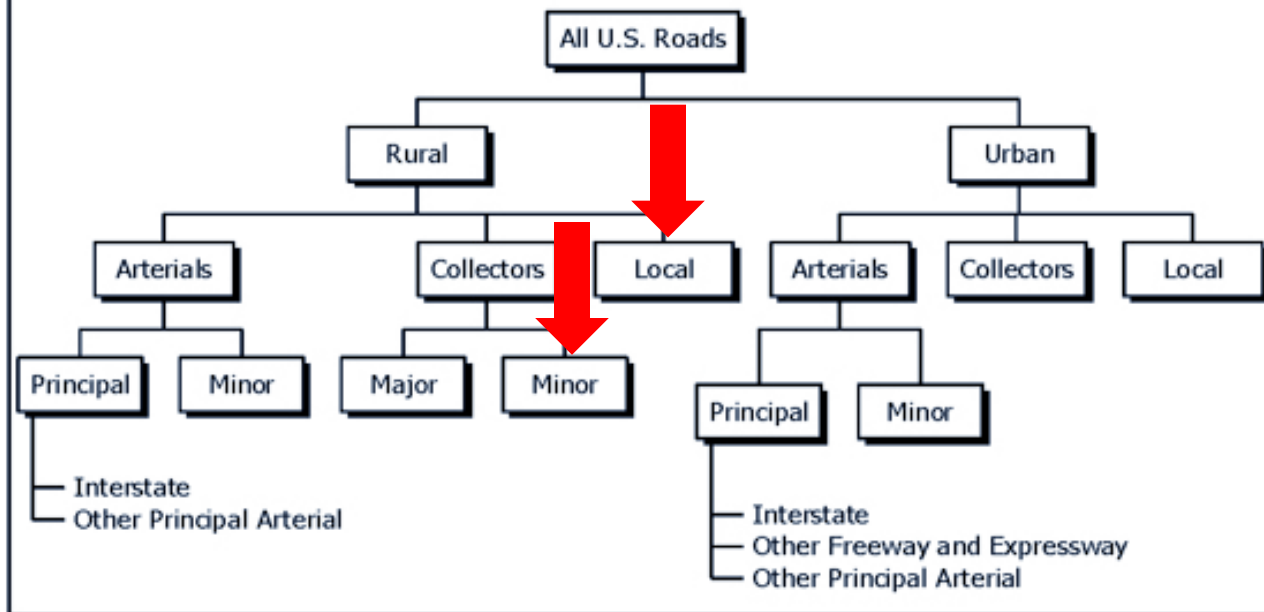 All U.S. Roads
Rural
Urban
Arterials
Collectors
Local
Arterials
Collectors
Local
Principal
Minor
Major
Minor
Principal
Minor
Interstate
Other Principal Arterial
Interstate
Other Freeway and Expressway
Other Principal Arterial